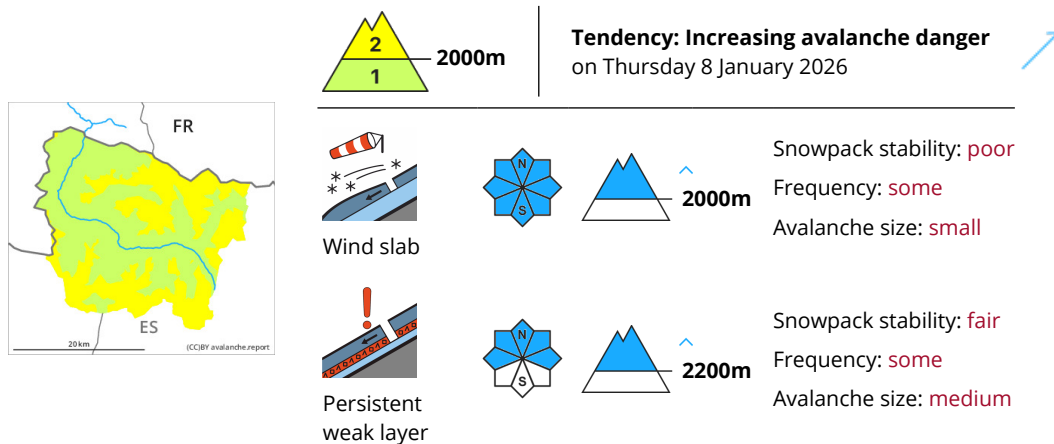 2
1
2000m
Tendency: Increasing avalanche danger
on Thursday 8 January 2026
FR
ES
20 km
(CC)BY avalanche.report
Wind slab
N
S
2000m
Snowpack stability: poor
Frequency: some
Avalanche size: small
Persistent
weak layer
N
S
2200m
Snowpack stability: fair
Frequency: some
Avalanche size: medium